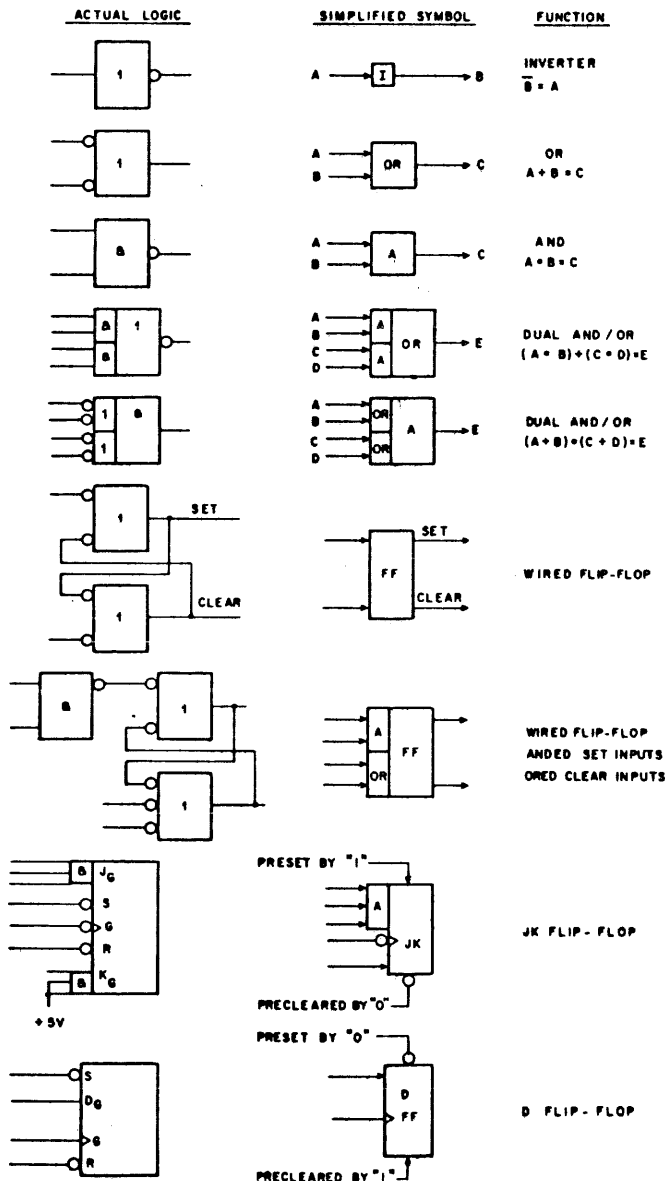 ACTUAL LOGIC SIMPLIFIED SYMBOL FUNCTION
1 A I B INVERTER
B̅ = A
1 A B OR C OR
A + B = C
& A B A C AND
A • B = C
& & 1 A B C D A A OR E DUAL AND/OR
(A • B) + (C • D) = E
1 1 & A B C D OR OR A E DUAL AND/OR
(A + B) • (C + D) = E
1 SET SET
FF WIRED FLIP-FLOP
1 CLEAR CLEAR
& 1 A FF WIRED FLIP-FLOP
ANDED SET INPUTS
1 OR ORED CLEAR INPUTS
PRESET BY "1"
& JG
S A
G JK JK FLIP-FLOP
R
& KG
PRECLEARED BY "0"
+5V
PRESET BY "0"
S
DG D
FF D FLIP-FLOP
G
R
PRECLEARED BY "1"